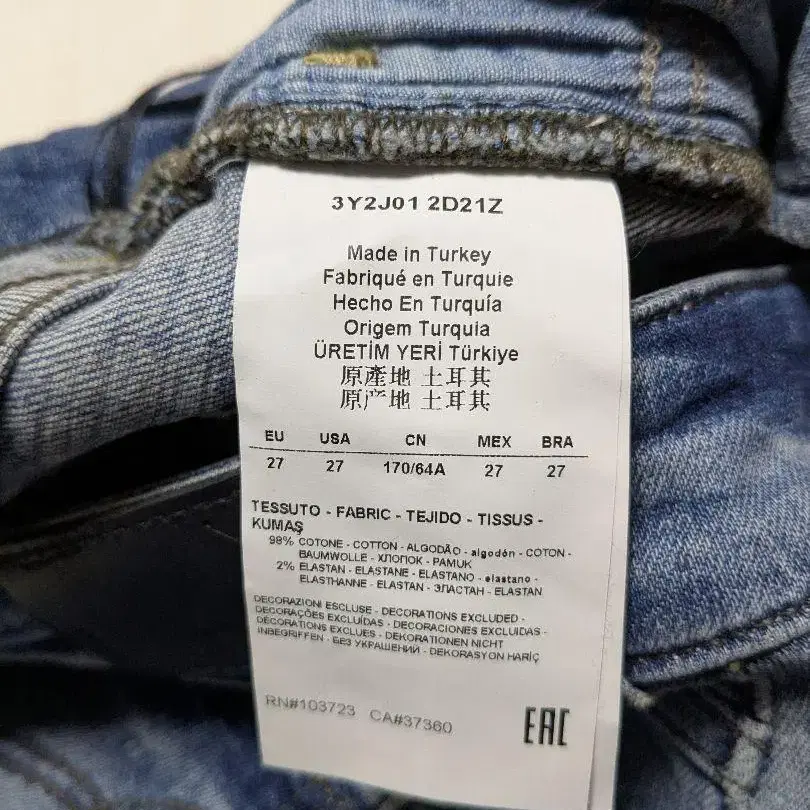 3Y2J01 2D21Z
Made in Turkey
Fabriqué en Turquie
Hecho En Turquía
Origem Turquia
ÜRETİM YERİ Türkiye
原產地 土耳其
原产地 土耳其
EU USA CN MEX BRA
27 27 170/64A 27 27
TESSUTO - FABRIC - TEJIDO - TISSUS -
KUMAŞ
98% COTONE - COTTON - ALGODÃO - algodón - COTON -
BAUMWOLLE - ХЛОПОК - PAMUK
2% ELASTAN - ELASTANE - ELASTANO - elastano -
ELASTHANNE - ELASTAN - ЭЛАСТАН - ELASTAN
DECORAZIONI ESCLUSE - DECORATIONS EXCLUDED -
DECORAÇÕES EXCLUÍDAS - DECORACIONES EXCLUIDAS -
DÉCORATIONS EXCLUES - DEKORATIONEN NICHT
INBEGRIFFEN - БЕЗ УКРАШЕНИЙ - DEKORASYON HARİÇ
RN#103723 CA#37360
EAC